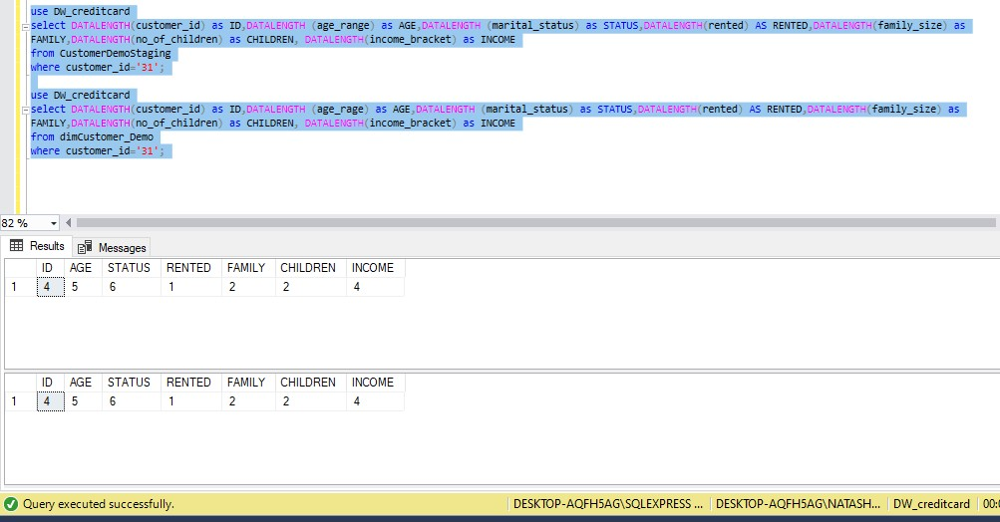 use DW_creditcard
select DATALENGTH(customer_id) as ID,DATALENGTH (age_range) as AGE,DATALENGTH (marital_status) as STATUS,DATALENGTH(rented) AS RENTED,DATALENGTH(family_size) as
FAMILY,DATALENGTH(no_of_children) as CHILDREN, DATALENGTH(income_bracket) as INCOME
from CustomerDemoStaging
where customer_id='31';
use DW_creditcard
select DATALENGTH(customer_id) as ID,DATALENGTH (age_rage) as AGE,DATALENGTH (marital_status) as STATUS,DATALENGTH(rented) AS RENTED,DATALENGTH(family_size) as
FAMILY,DATALENGTH(no_of_children) as CHILDREN, DATALENGTH(income_bracket) as INCOME
from dimCustomer_Demo
where customer_id='31';
82 %
Results Messages
ID AGE STATUS RENTED FAMILY CHILDREN INCOME
1 4 5 6 1 2 2 4
ID AGE STATUS RENTED FAMILY CHILDREN INCOME
1 4 5 6 1 2 2 4
Query executed successfully. DESKTOP-AQFH5AG\SQLEXPRESS ... DESKTOP-AQFH5AG\NATASH... DW_creditcard 00: